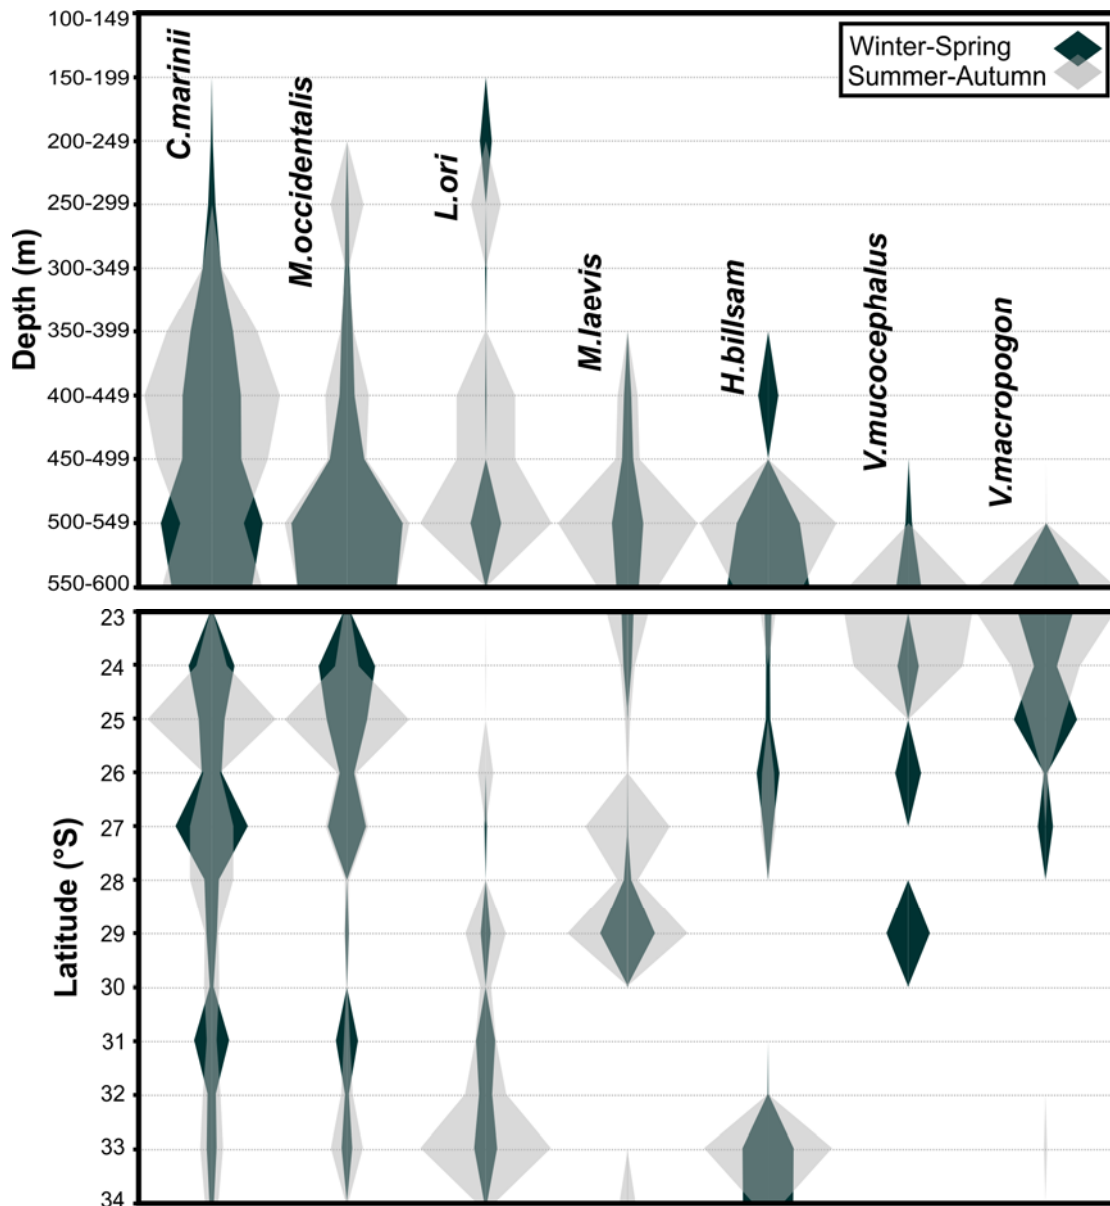 100-149
150-199
200-249
250-299
300-349
350-399
400-449
450-499
500-549
550-600
Depth (m)
C.marinii
M.occidentalis
L.ori
M.laevis
H.billsam
V.mucocephalus
V.macropogon
Winter-Spring
Summer-Autumn
23
24
25
26
27
28
29
30
31
32
33
34
Latitude (°S)